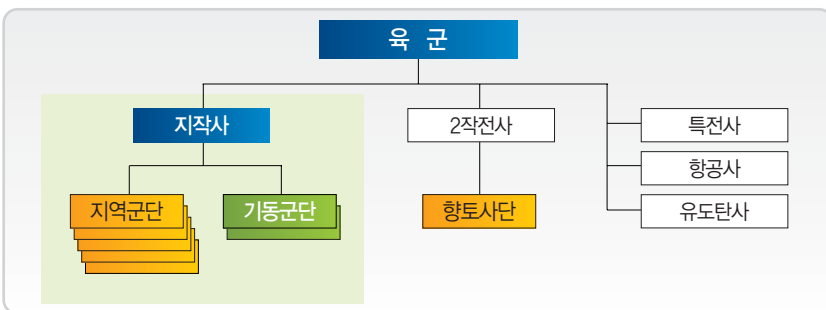 육 군
지작사
2작전사
특전사
항공사
유도탄사
지역군단
기동군단
향토사단